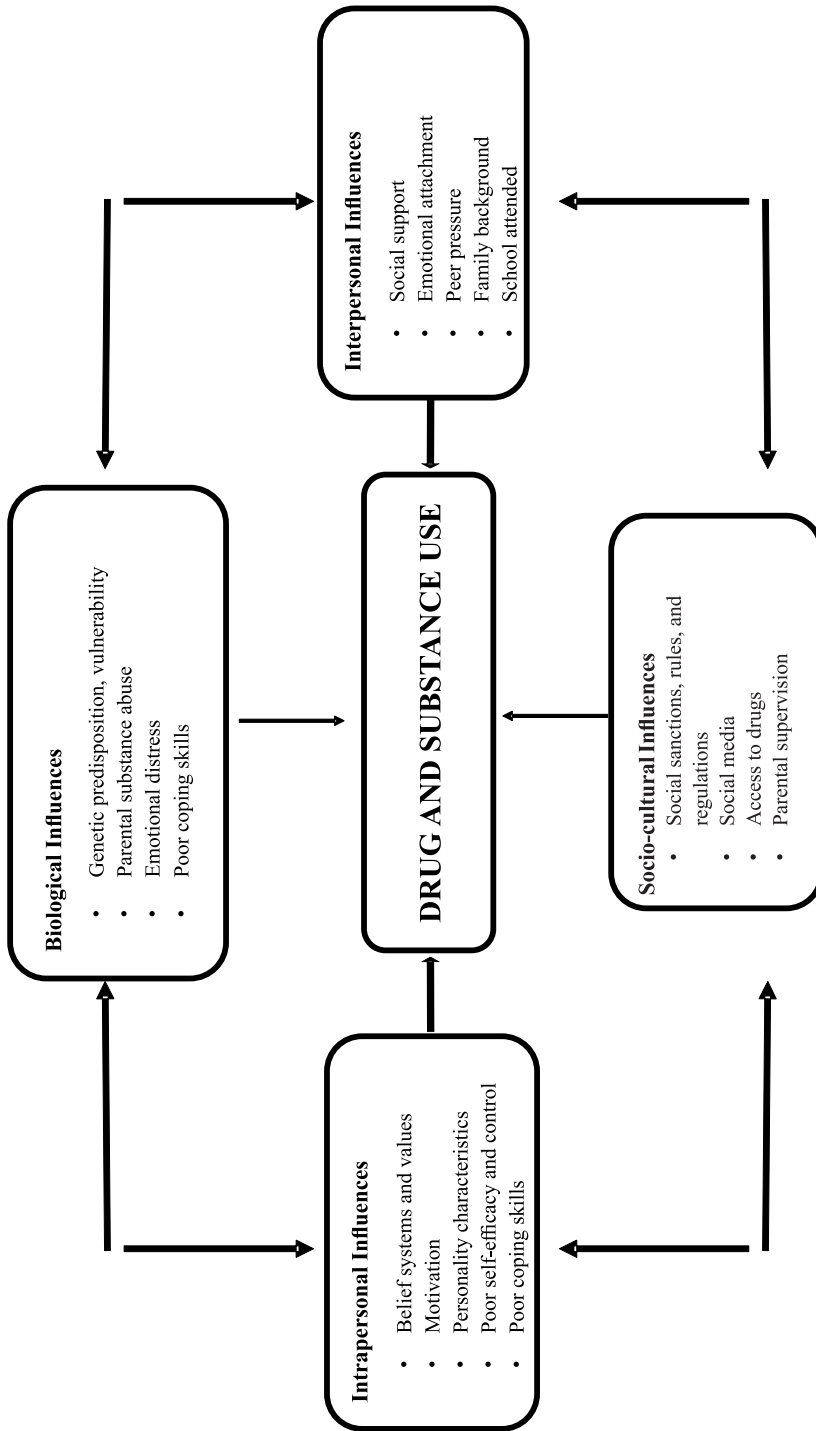 Biological Influences
• Genetic predisposition, vulnerability
• Parental substance abuse
• Emotional distress
• Poor coping skills
Intrapersonal Influences
• Belief systems and values
• Motivation
• Personality characteristics
• Poor self-efficacy and control
• Poor coping skills
DRUG AND SUBSTANCE USE
Interpersonal Influences
• Social support
• Emotional attachment
• Peer pressure
• Family background
• School attended
Socio-cultural Influences
• Social sanctions, rules, and
regulations
• Social media
• Access to drugs
• Parental supervision